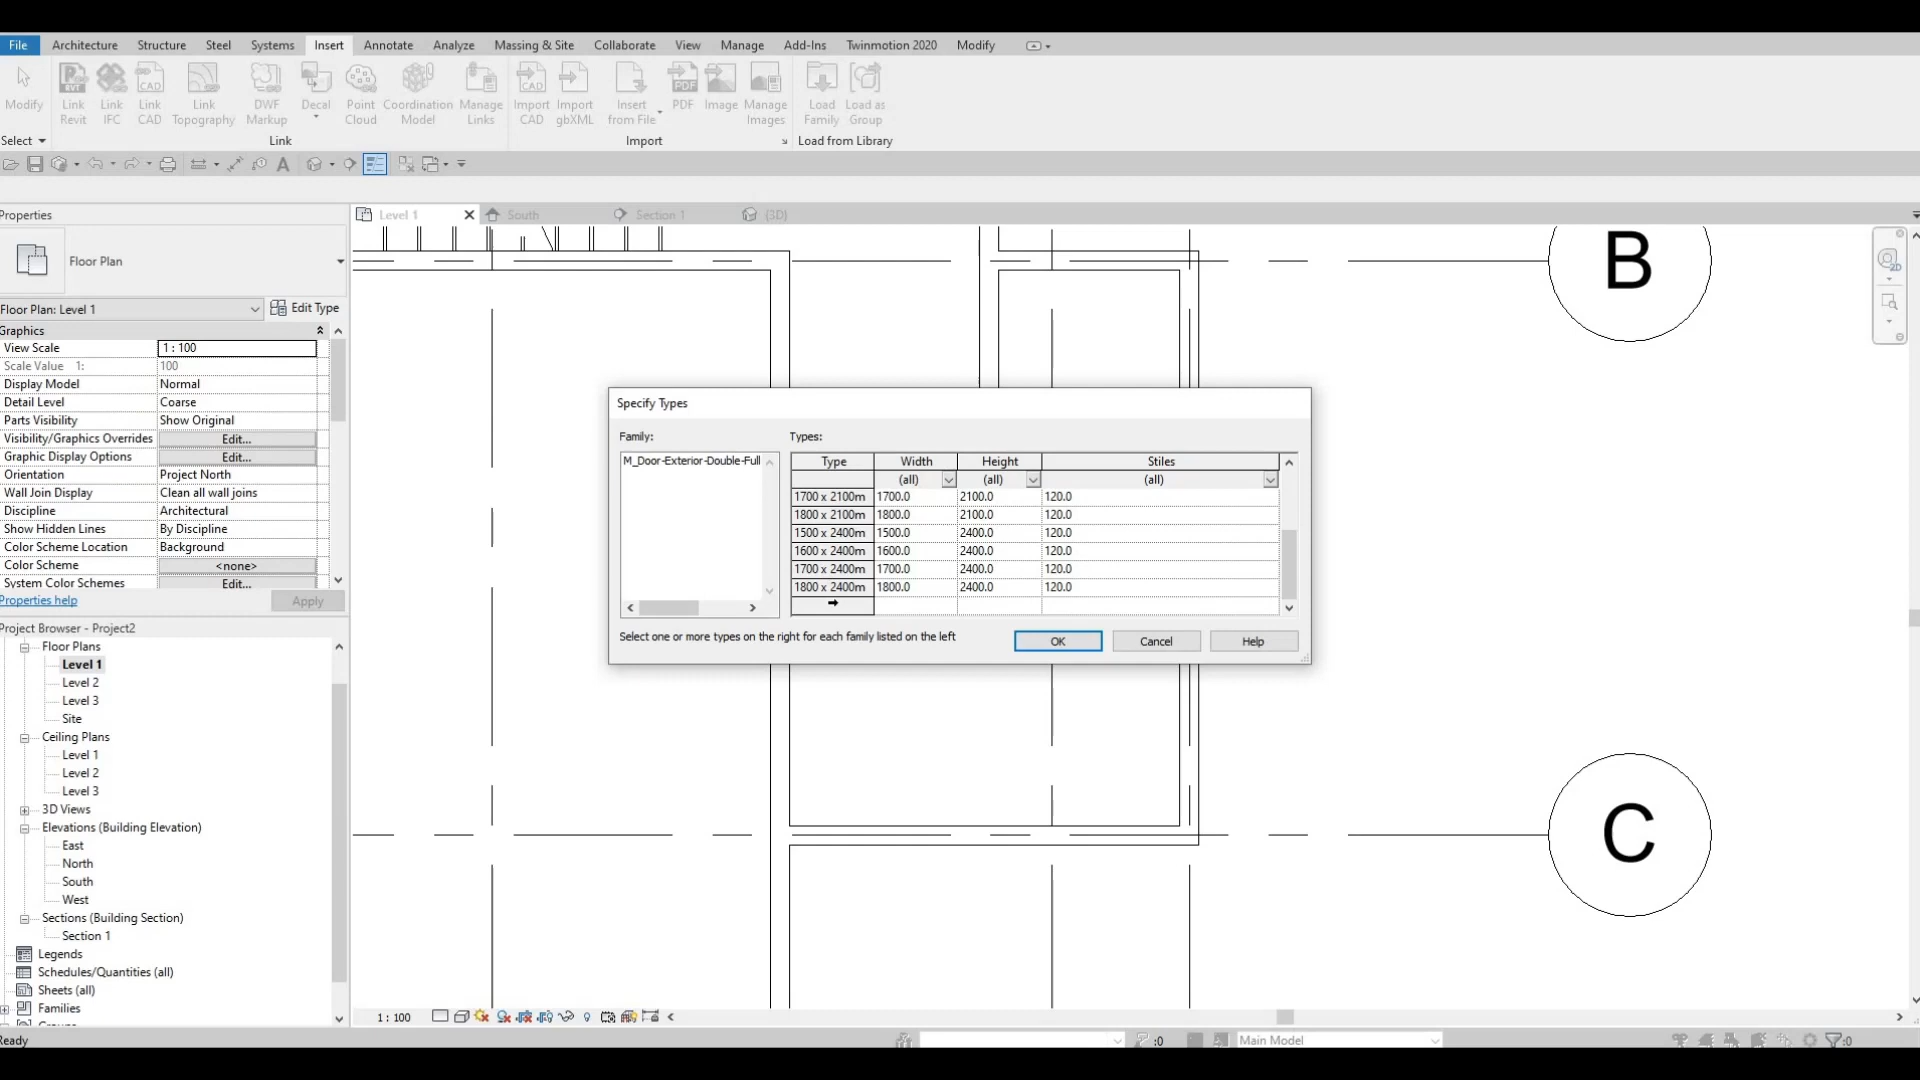 File Architecture Structure Steel Systems Insert Annotate Analyze Massing & Site Collaborate View Manage Add-Ins Twinmotion 2020 Modify
Modify Link Revit Link IFC Link CAD Link Topography DWF Markup Decal Point Cloud Coordination Model Manage Links Import CAD Import gbXML Insert from File PDF Image Manage Images Load Family Load as Group
Select Link Import Load from Library
Properties
Level 1 South Section 1 {3D}
Floor Plan
Floor Plan: Level 1 Edit Type
Graphics
View Scale 1 : 100
Scale Value 1: 100
Display Model Normal
Detail Level Coarse
Parts Visibility Show Original
Visibility/Graphics Overrides Edit...
Graphic Display Options Edit...
Orientation Project North
Wall Join Display Clean all wall joins
Discipline Architectural
Show Hidden Lines By Discipline
Color Scheme Location Background
Color Scheme <none>
System Color Schemes Edit...
Properties help Apply
Project Browser - Project2
Floor Plans
Level 1
Level 2
Level 3
Site
Ceiling Plans
Level 1
Level 2
Level 3
3D Views
Elevations (Building Elevation)
East
North
South
West
Sections (Building Section)
Section 1
Legends
Schedules/Quantities (all)
Sheets (all)
Families
B
C
2D
Specify Types
Family: Types:
M_Door-Exterior-Double-Full
Type Width Height Stiles
(all) (all) (all)
1700 x 2100m 1700.0 2100.0 120.0
1800 x 2100m 1800.0 2100.0 120.0
1500 x 2400m 1500.0 2400.0 120.0
1600 x 2400m 1600.0 2400.0 120.0
1700 x 2400m 1700.0 2400.0 120.0
1800 x 2400m 1800.0 2400.0 120.0
Select one or more types on the right for each family listed on the left OK Cancel Help
1 : 100
Ready :0 Main Model :0